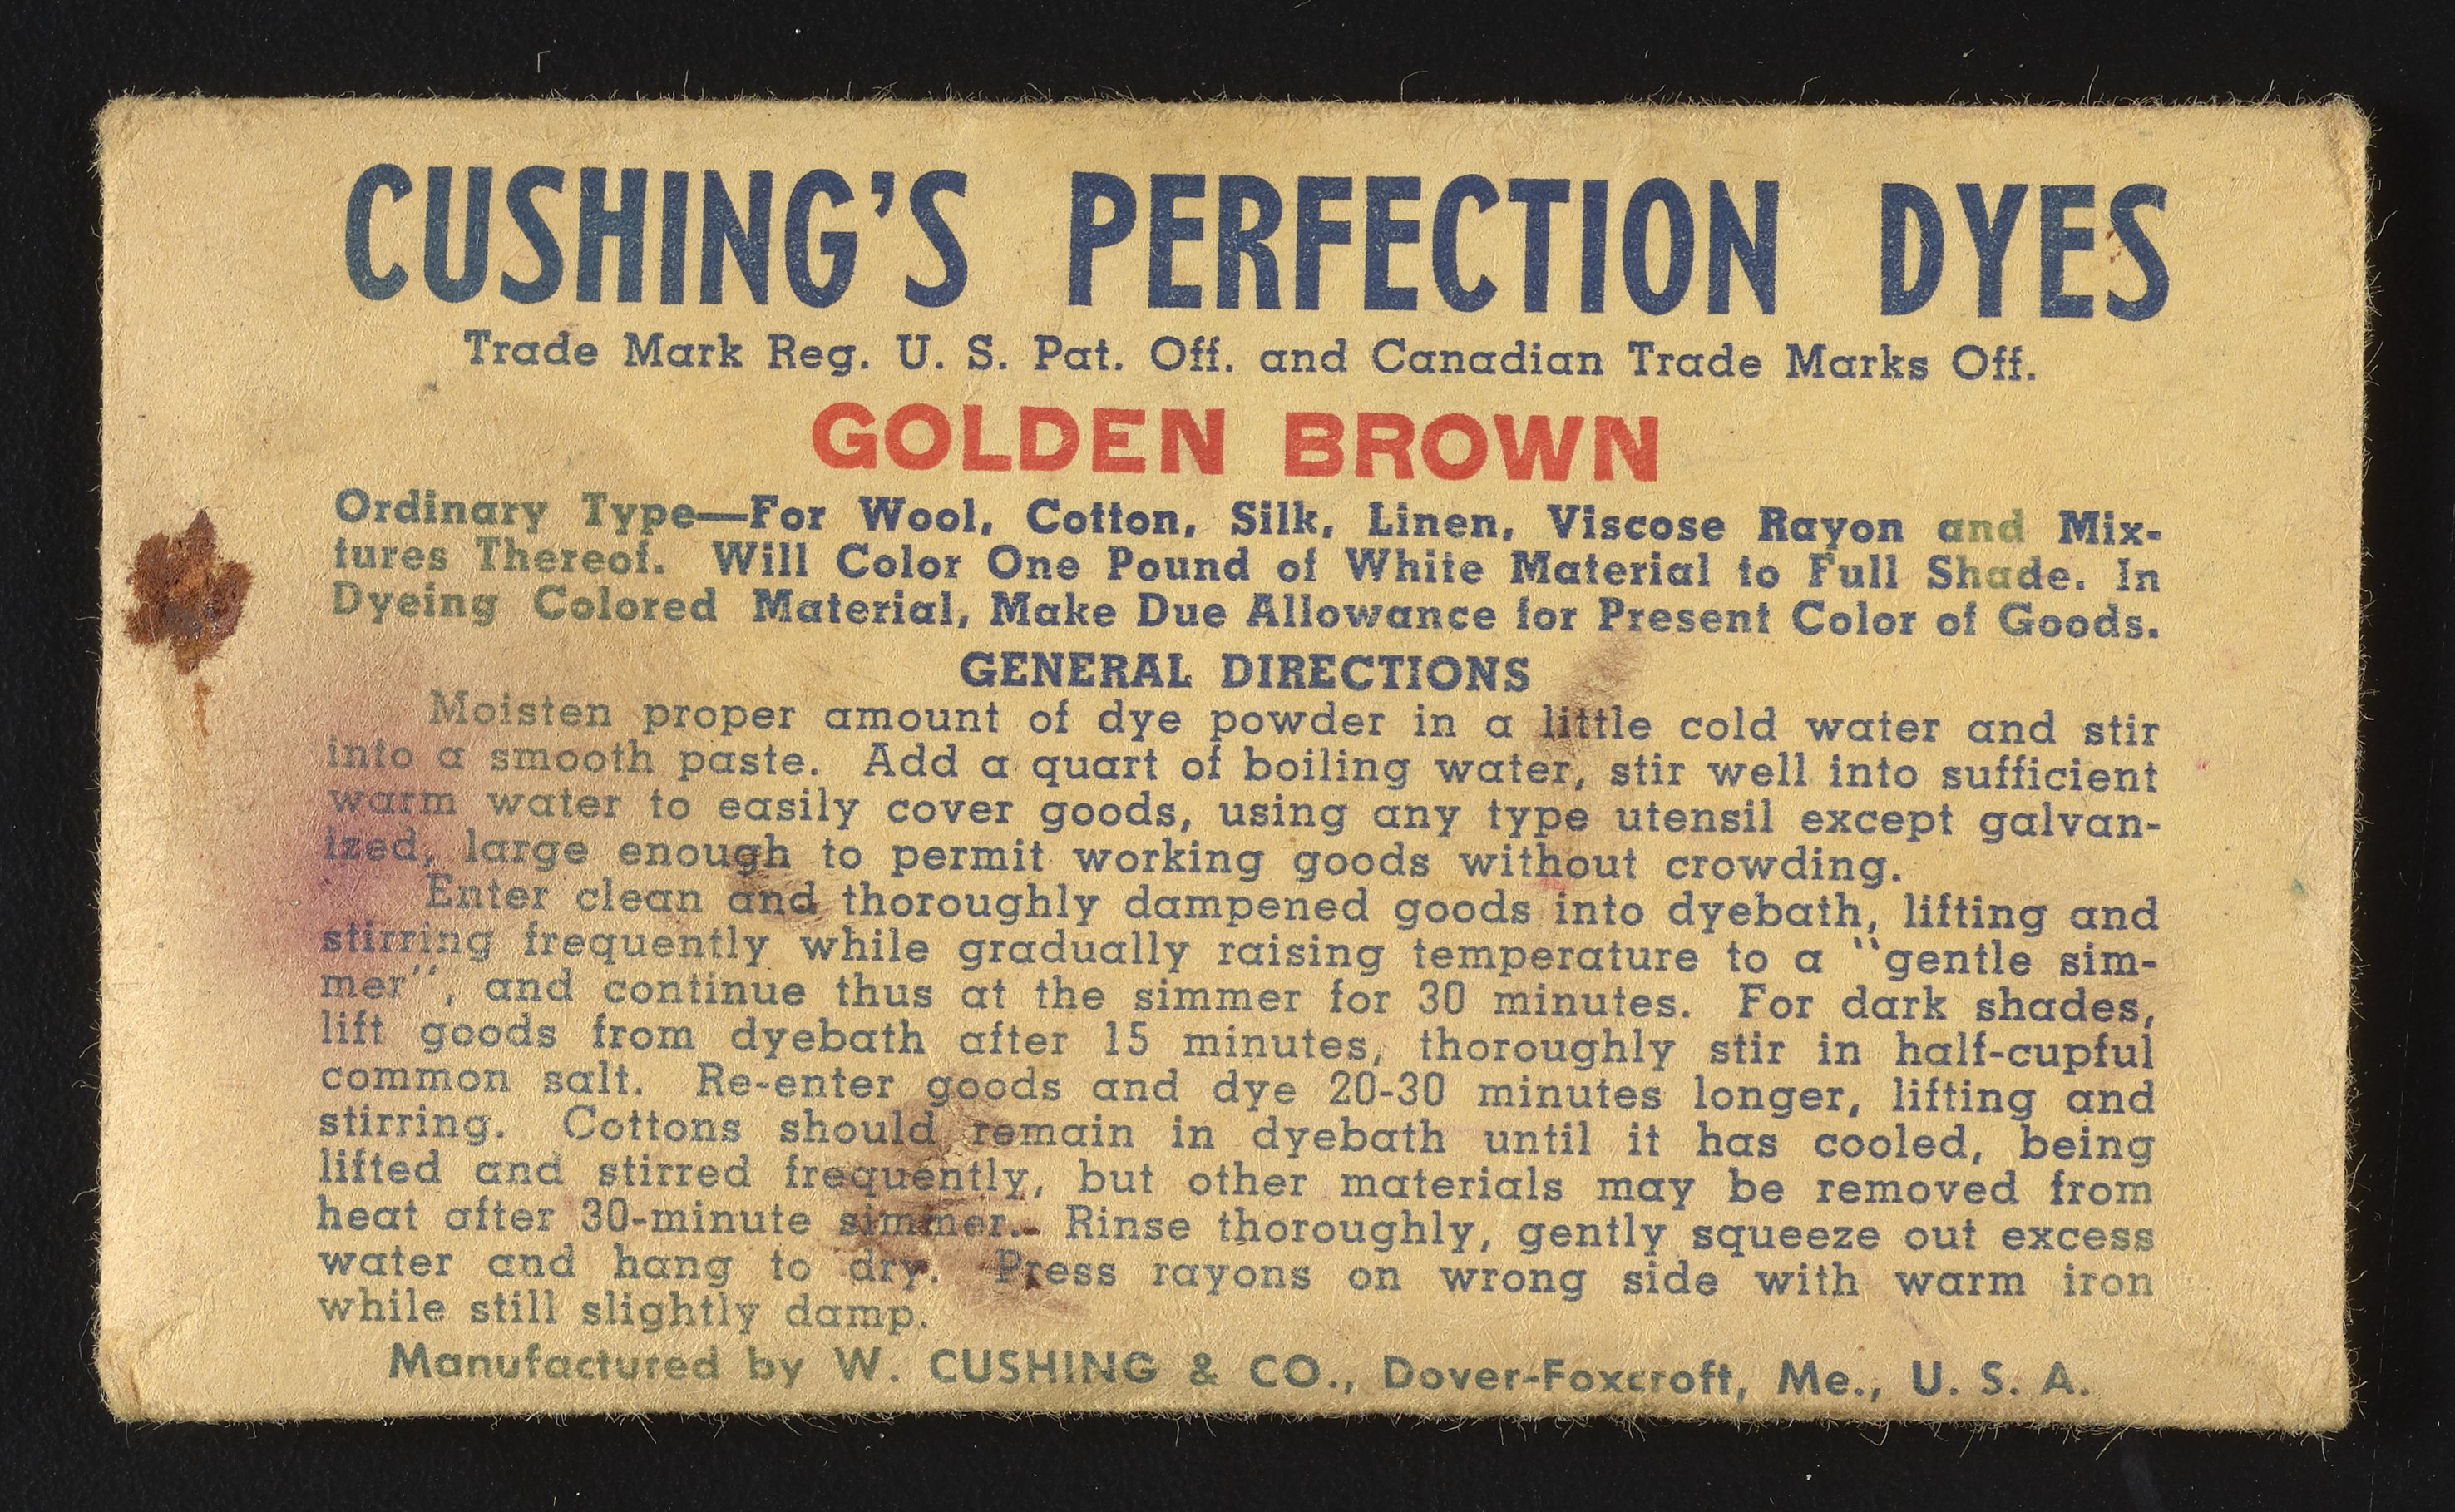 CUSHING'S PERFECTION DYES
Trade Mark Reg. U. S. Pat. Off. and Canadian Trade Marks Off.
GOLDEN BROWN
Ordinary Type—For Wool, Cotton, Silk, Linen, Viscose Rayon and Mix-
tures Thereof. Will Color One Pound of White Material to Full Shade. In
Dyeing Colored Material, Make Due Allowance for Present Color of Goods.
GENERAL DIRECTIONS
Moisten proper amount of dye powder in a little cold water and stir
into a smooth paste. Add a quart of boiling water, stir well into sufficient
warm water to easily cover goods, using any type utensil except galvan-
ized, large enough to permit working goods without crowding.
Enter clean and thoroughly dampened goods into dyebath, lifting and
stirring frequently while gradually raising temperature to a "gentle sim-
mer", and continue thus at the simmer for 30 minutes. For dark shades,
lift goods from dyebath after 15 minutes, thoroughly stir in half-cupful
common salt. Re-enter goods and dye 20-30 minutes longer, lifting and
stirring. Cottons should remain in dyebath until it has cooled, being
lifted and stirred frequently, but other materials may be removed from
heat after 30-minute simmer. Rinse thoroughly, gently squeeze out excess
water and hang to dry. Press rayons on wrong side with warm iron
while still slightly damp.
Manufactured by W. CUSHING & CO., Dover-Foxcroft, Me., U. S. A.